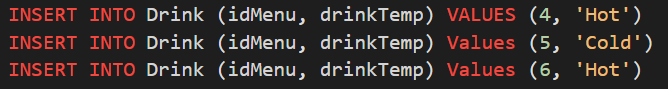 INSERT INTO Drink (idMenu, drinkTemp) VALUES (4, 'Hot')
INSERT INTO Drink (idMenu, drinkTemp) Values (5, 'Cold')
INSERT INTO Drink (idMenu, drinkTemp) Values (6, 'Hot')